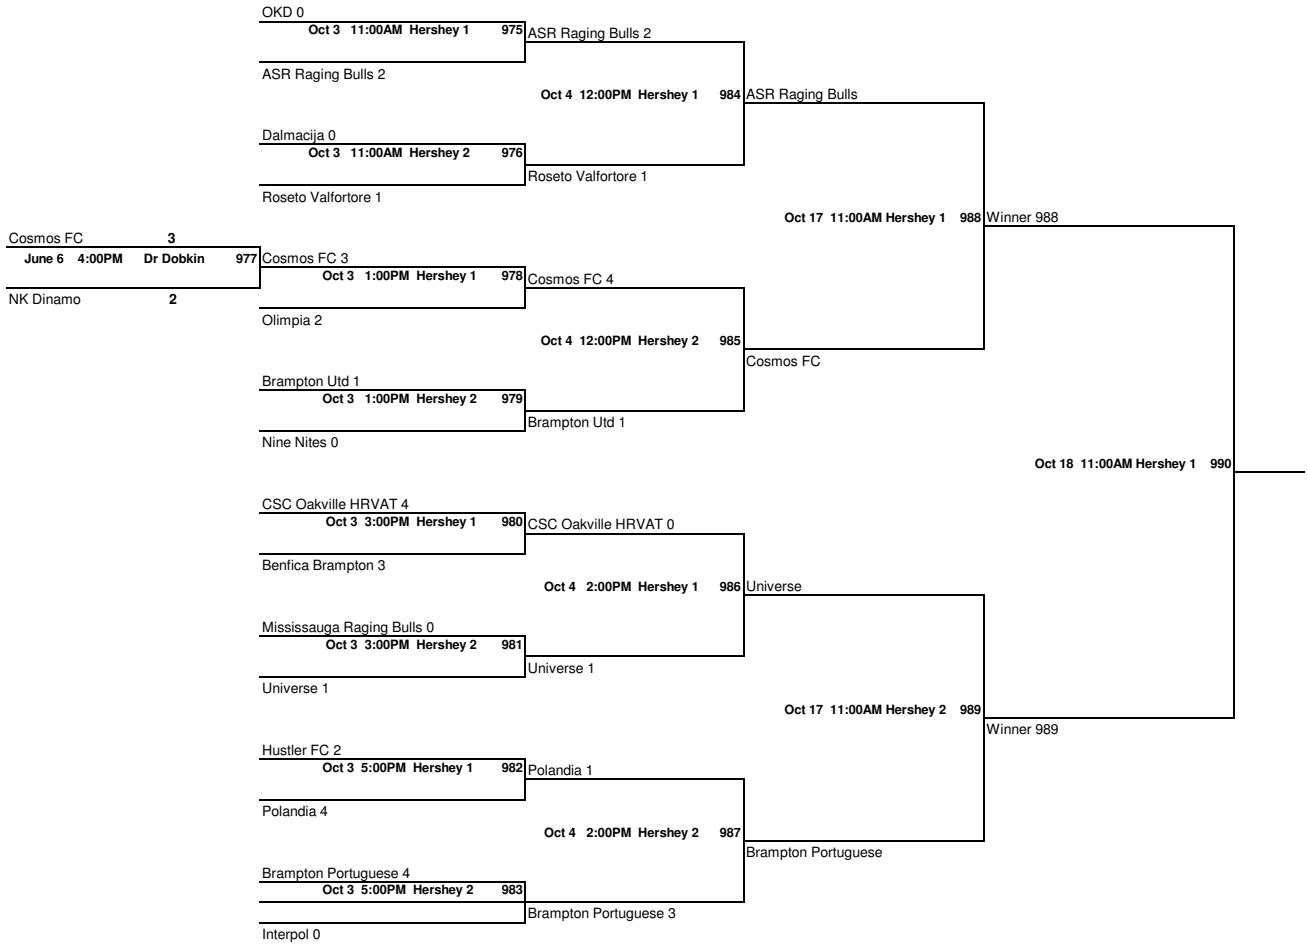 OKD 0
Oct 3 11:00AM Hershey 1 975 ASR Raging Bulls 2
ASR Raging Bulls 2
Oct 4 12:00PM Hershey 1 984 ASR Raging Bulls
Dalmacija 0
Oct 3 11:00AM Hershey 2 976
Roseto Valfortore 1
Roseto Valfortore 1
Oct 17 11:00AM Hershey 1 988 Winner 988
Cosmos FC 3
June 6 4:00PM Dr Dobkin 977 Cosmos FC 3
Oct 3 1:00PM Hershey 1 978 Cosmos FC 4
NK Dinamo 2
Olimpia 2
Oct 4 12:00PM Hershey 2 985
Cosmos FC
Brampton Utd 1
Oct 3 1:00PM Hershey 2 979
Brampton Utd 1
Nine Nites 0
Oct 18 11:00AM Hershey 1 990
CSC Oakville HRVAT 4
Oct 3 3:00PM Hershey 1 980 CSC Oakville HRVAT 0
Benfica Brampton 3
Oct 4 2:00PM Hershey 1 986 Universe
Mississauga Raging Bulls 0
Oct 3 3:00PM Hershey 2 981
Universe 1
Universe 1
Oct 17 11:00AM Hershey 2 989
Winner 989
Hustler FC 2
Oct 3 5:00PM Hershey 1 982 Polandia 1
Polandia 4
Oct 4 2:00PM Hershey 2 987
Brampton Portuguese
Brampton Portuguese 4
Oct 3 5:00PM Hershey 2 983
Brampton Portuguese 3
Interpol 0